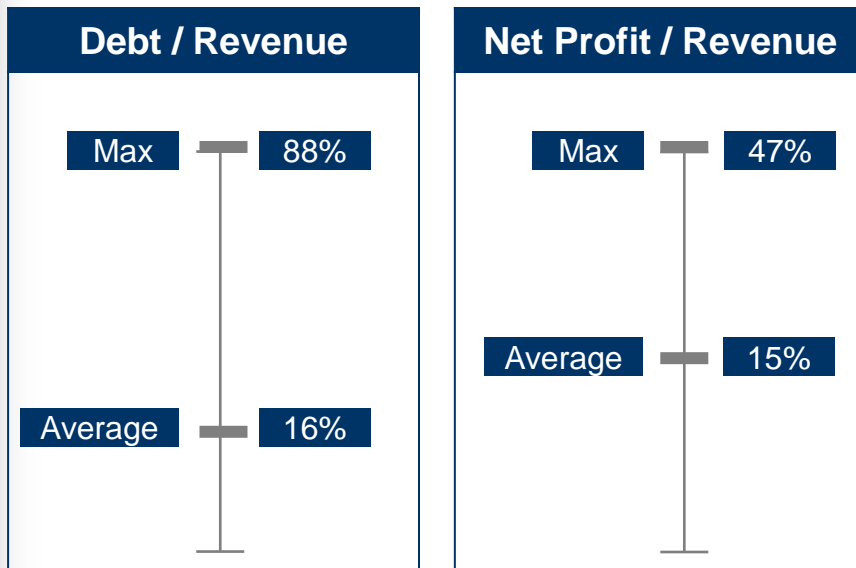 Debt / Revenue
Max 88%
Average 16%
Net Profit / Revenue
Max 47%
Average 15%